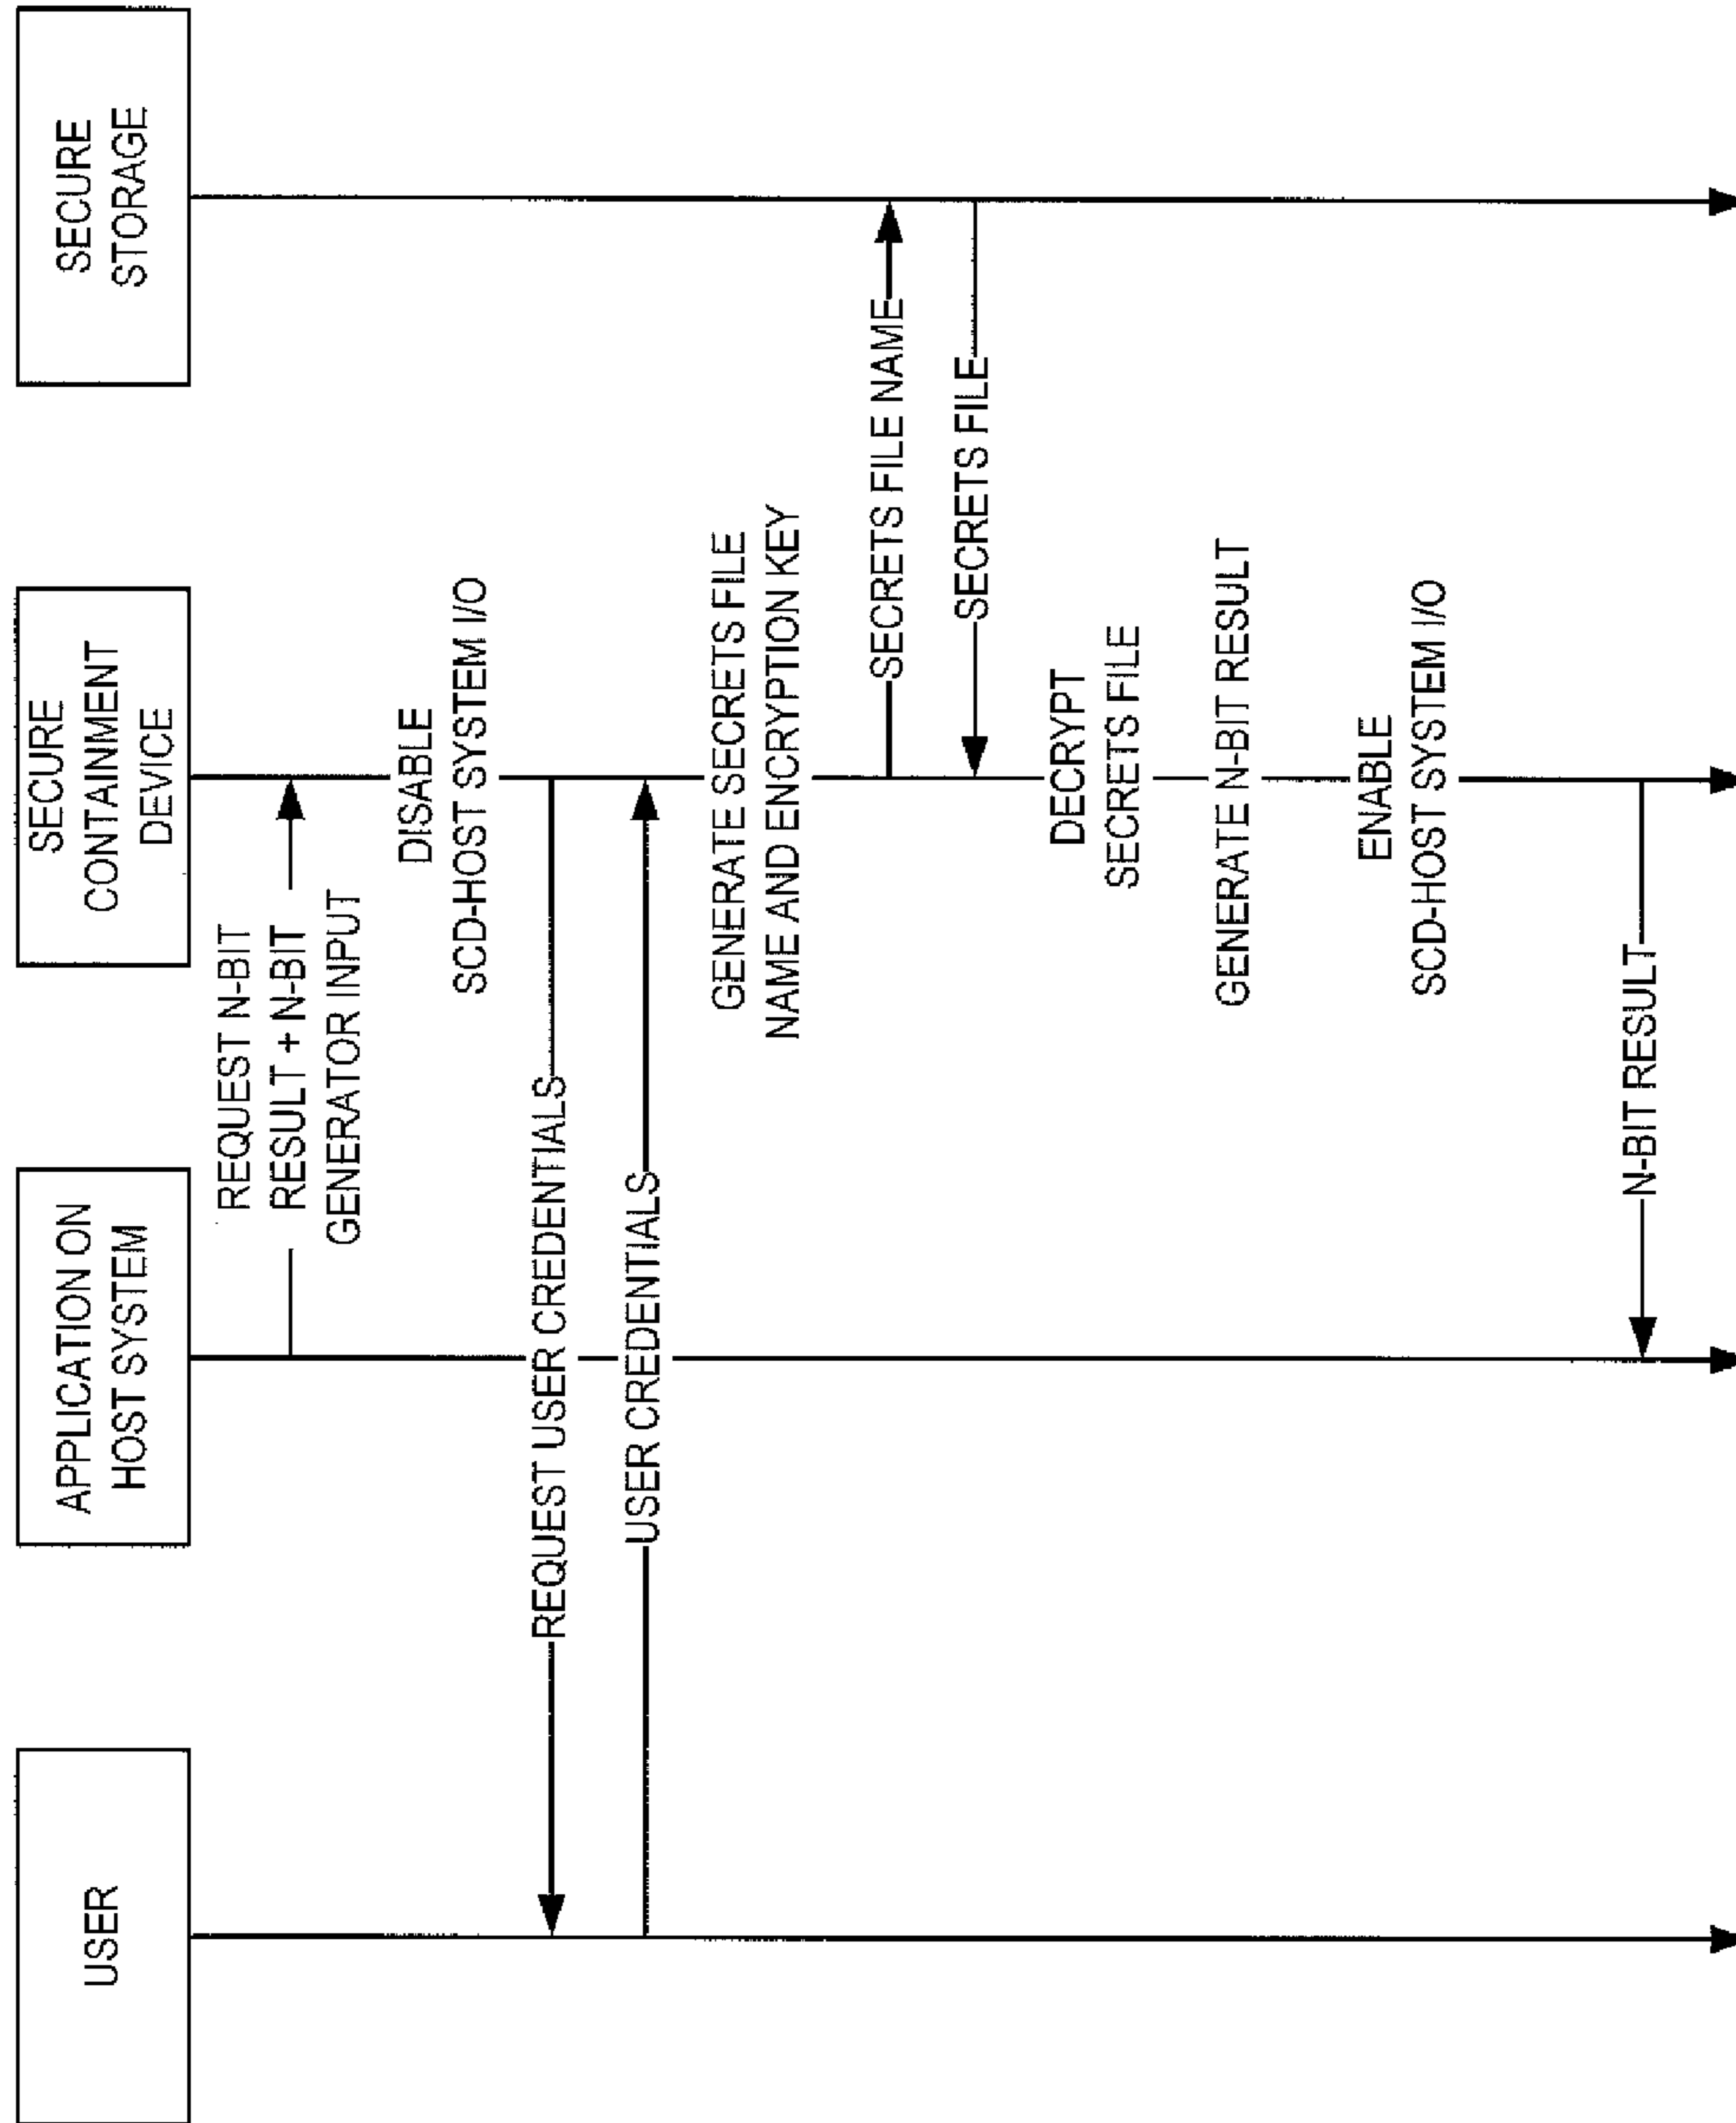 USER
APPLICATION ON
HOST SYSTEM
SECURE
CONTAINMENT
DEVICE
SECURE
STORAGE
REQUEST N-BIT
RESULT + N-BIT
GENERATOR INPUT
DISABLE
SCD-HOST SYSTEM I/O
REQUEST USER CREDENTIALS
USER CREDENTIALS
GENERATE SECRETS FILE
NAME AND ENCRYPTION KEY
SECRETS FILE NAME
SECRETS FILE
DECRYPT
SECRETS FILE
GENERATE N-BIT RESULT
ENABLE
SCD-HOST SYSTEM I/O
N-BIT RESULT